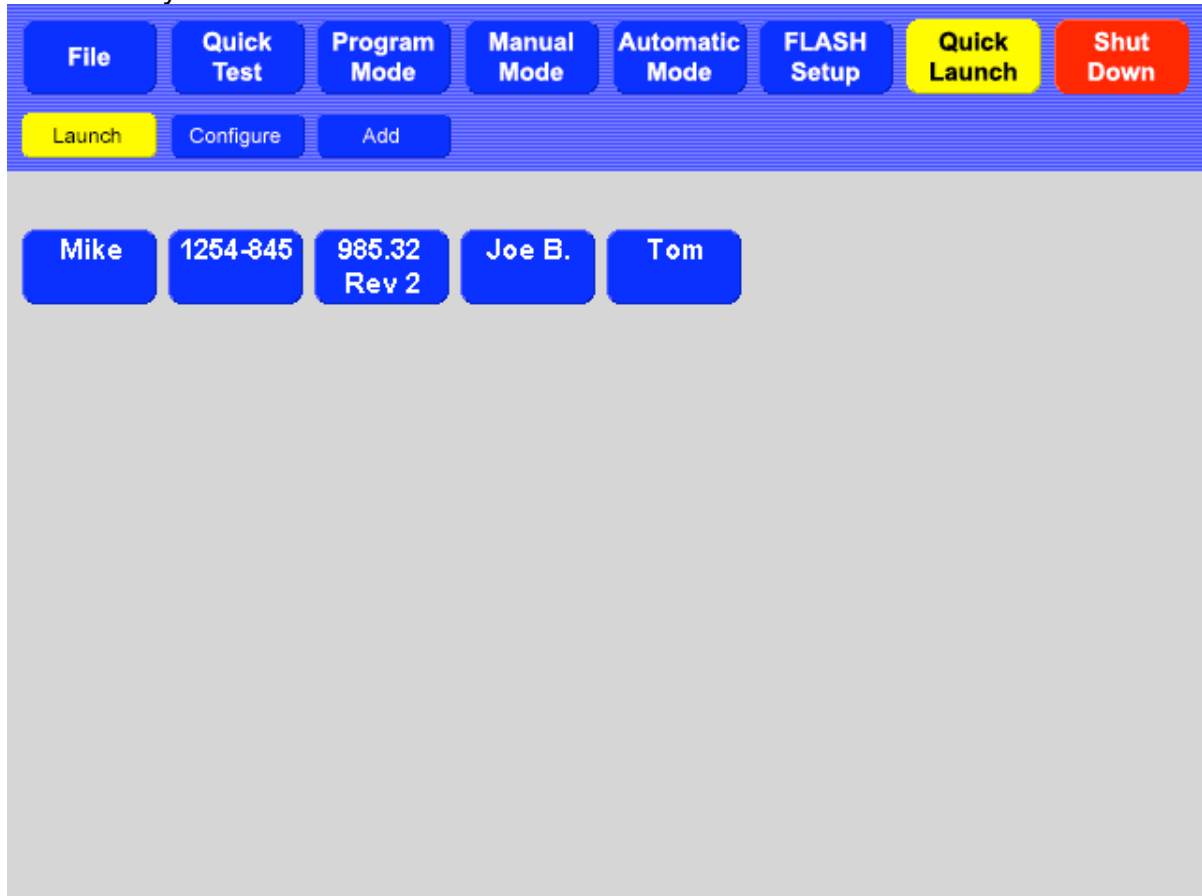 File
Quick
Test
Program
Mode
Manual
Mode
Automatic
Mode
FLASH
Setup
Quick
Launch
Shut
Down
Launch
Configure
Add
Mike
1254-845
985.32
Rev 2
Joe B.
Tom